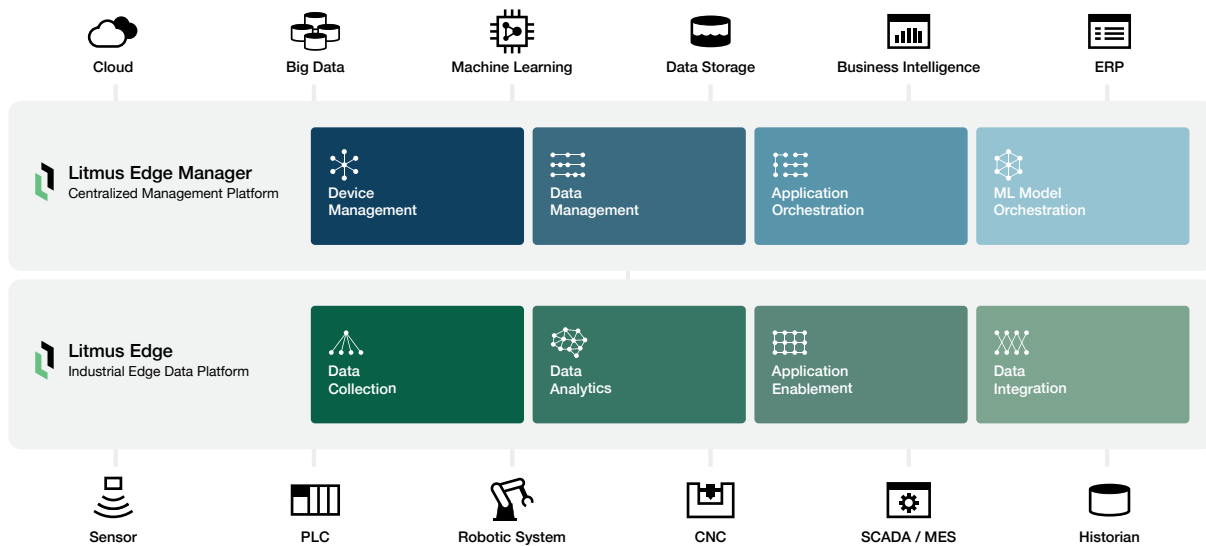 Cloud
Big Data
Machine Learning
Data Storage
Business Intelligence
ERP
Litmus Edge Manager
Centralized Management Platform
Device
Management
Data
Management
Application
Orchestration
ML Model
Orchestration
Litmus Edge
Industrial Edge Data Platform
Data
Collection
Data
Analytics
Application
Enablement
Data
Integration
Sensor
PLC
Robotic System
CNC
SCADA / MES
Historian